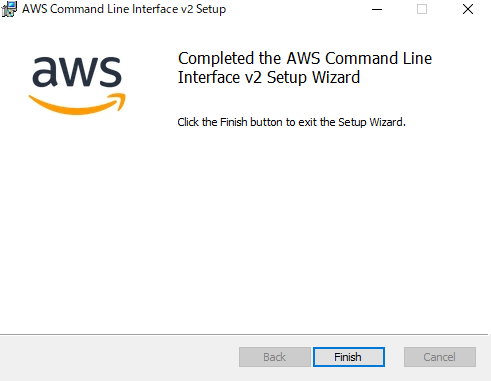 AWS Command Line Interface v2 Setup
aws
Completed the AWS Command Line
Interface v2 Setup Wizard
Click the Finish button to exit the Setup Wizard.
Back
Finish
Cancel